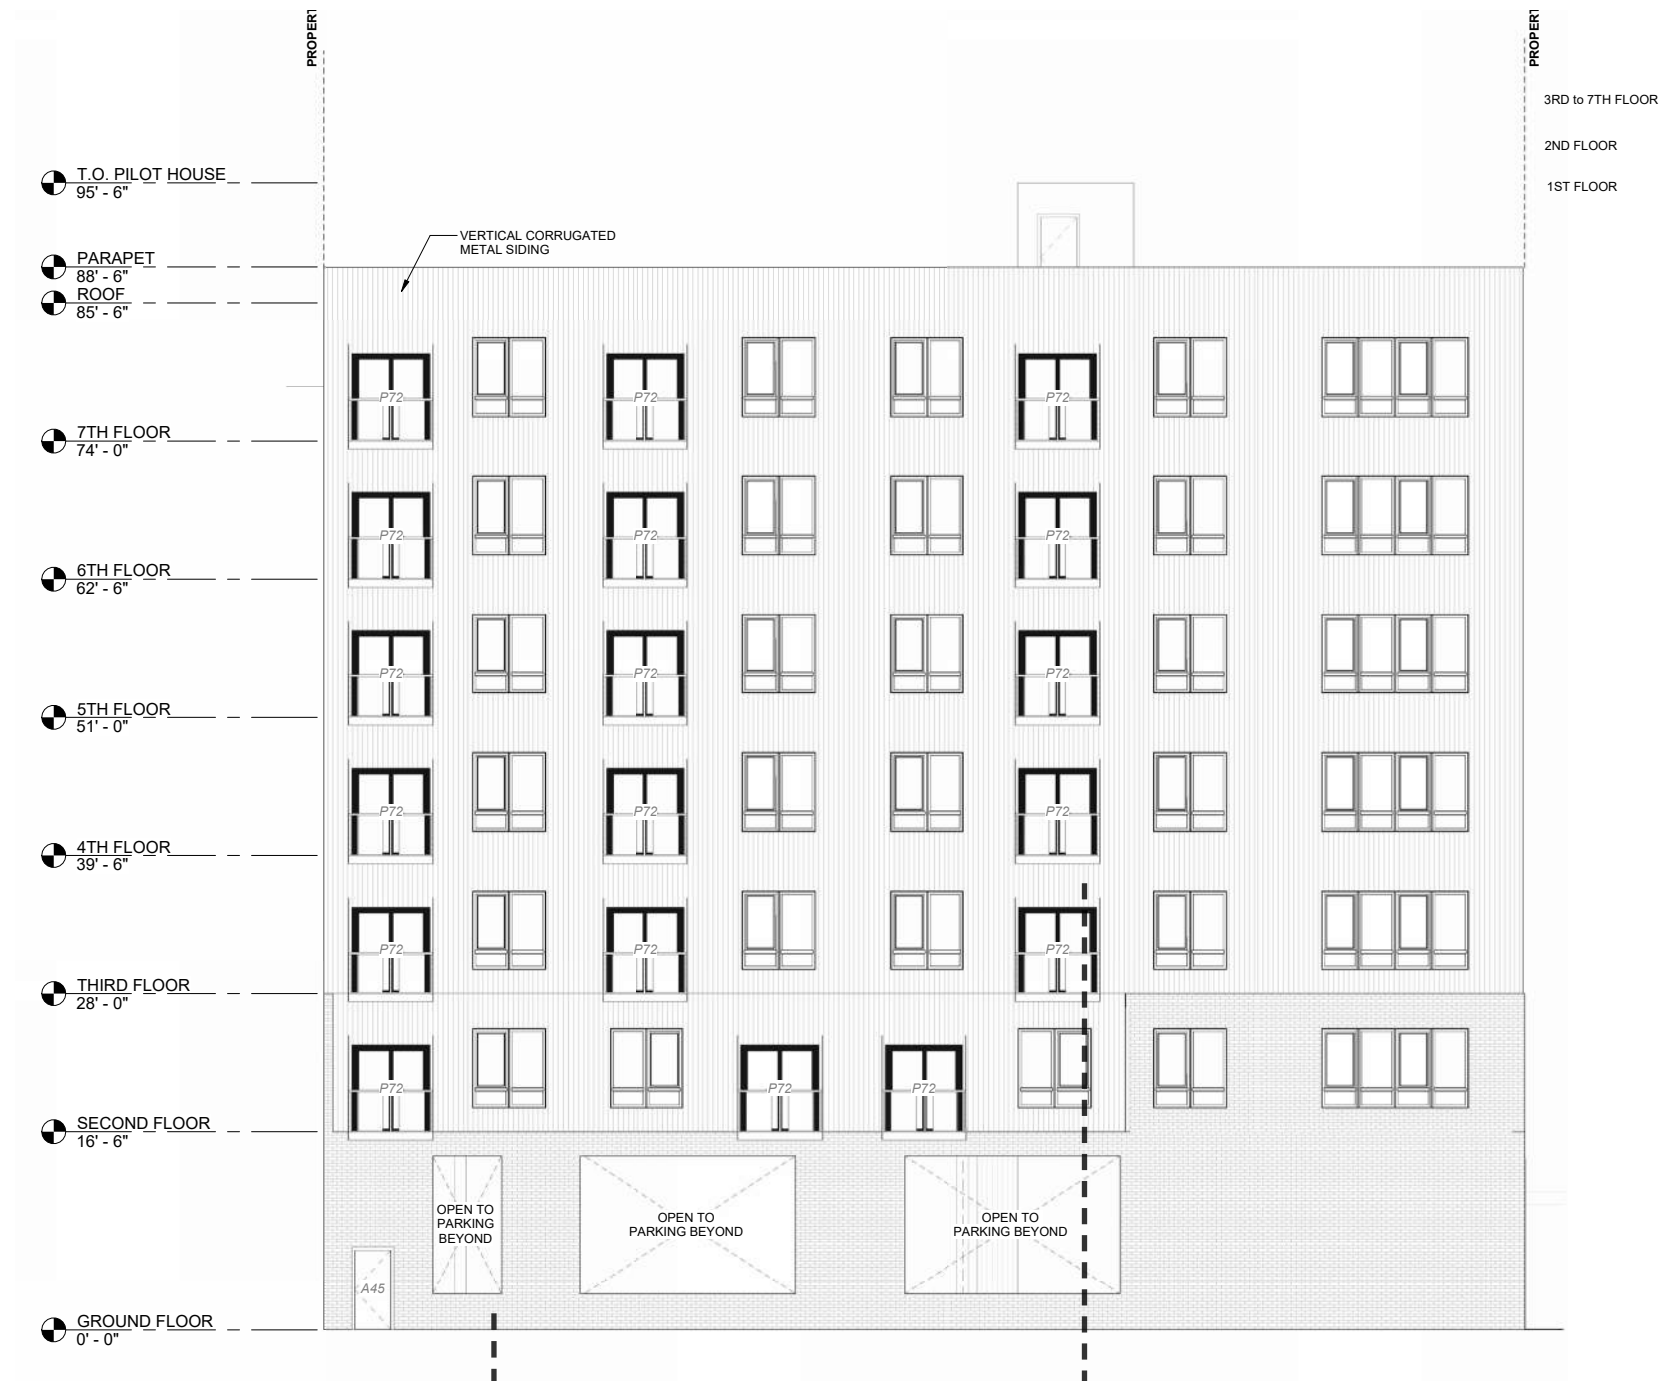 PROPERT
PROPERT
3RD to 7TH FLOOR
2ND FLOOR
1ST FLOOR
T.O. PILOT HOUSE
95' - 6"
VERTICAL CORRUGATED
METAL SIDING
PARAPET
88' - 6"
ROOF
85' - 6"
P72
P72
P72
7TH FLOOR
74' - 0"
P72
P72
P72
6TH FLOOR
62' - 6"
P72
P72
P72
5TH FLOOR
51' - 0"
P72
P72
P72
4TH FLOOR
39' - 6"
P72
P72
P72
THIRD FLOOR
28' - 0"
P72
P72
P72
SECOND FLOOR
16' - 6"
OPEN TO
PARKING
BEYOND
OPEN TO
PARKING BEYOND
OPEN TO
PARKING BEYOND
A45
GROUND FLOOR
0' - 0"